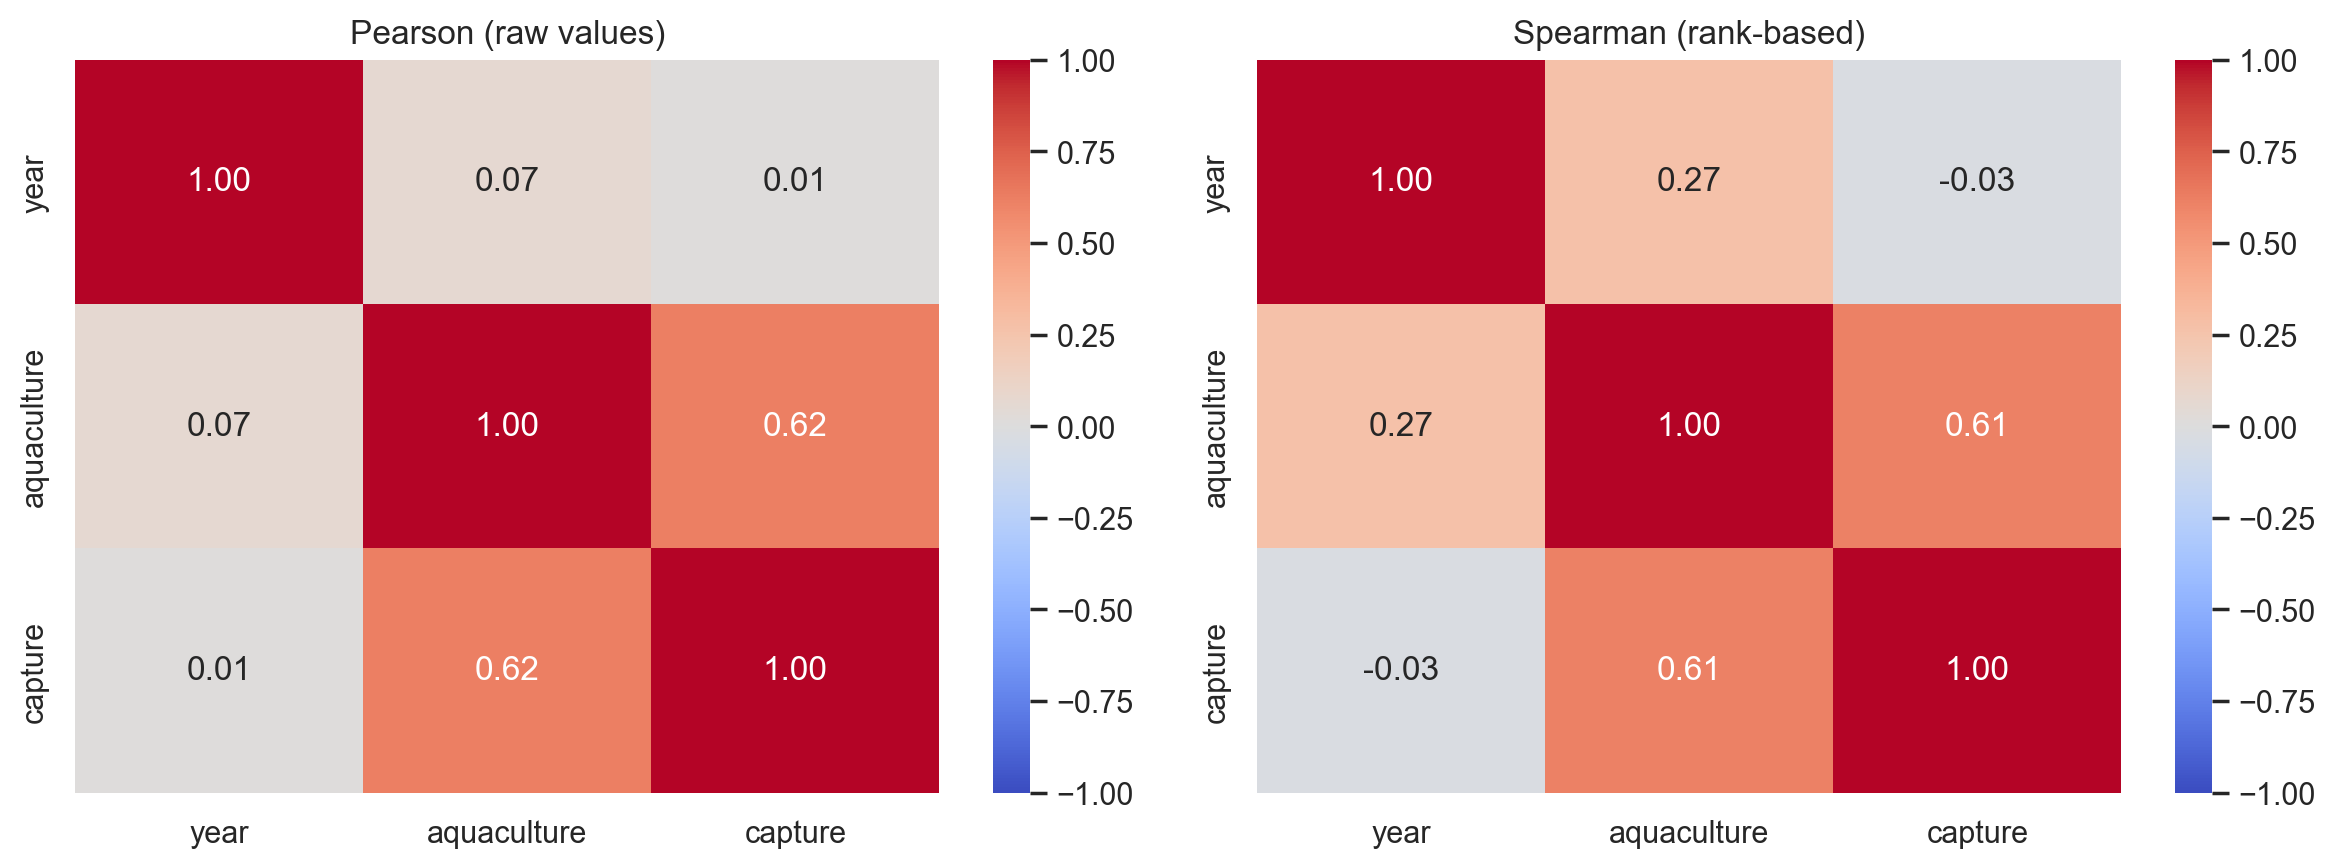 Pearson (raw values)
year
aquaculture
capture
1.00 0.07 0.01
0.07 1.00 0.62
0.01 0.62 1.00
year aquaculture capture
1.00
0.75
0.50
0.25
0.00
−0.25
−0.50
−0.75
−1.00
Spearman (rank-based)
year
aquaculture
capture
1.00 0.27 -0.03
0.27 1.00 0.61
-0.03 0.61 1.00
year aquaculture capture
1.00
0.75
0.50
0.25
0.00
−0.25
−0.50
−0.75
−1.00